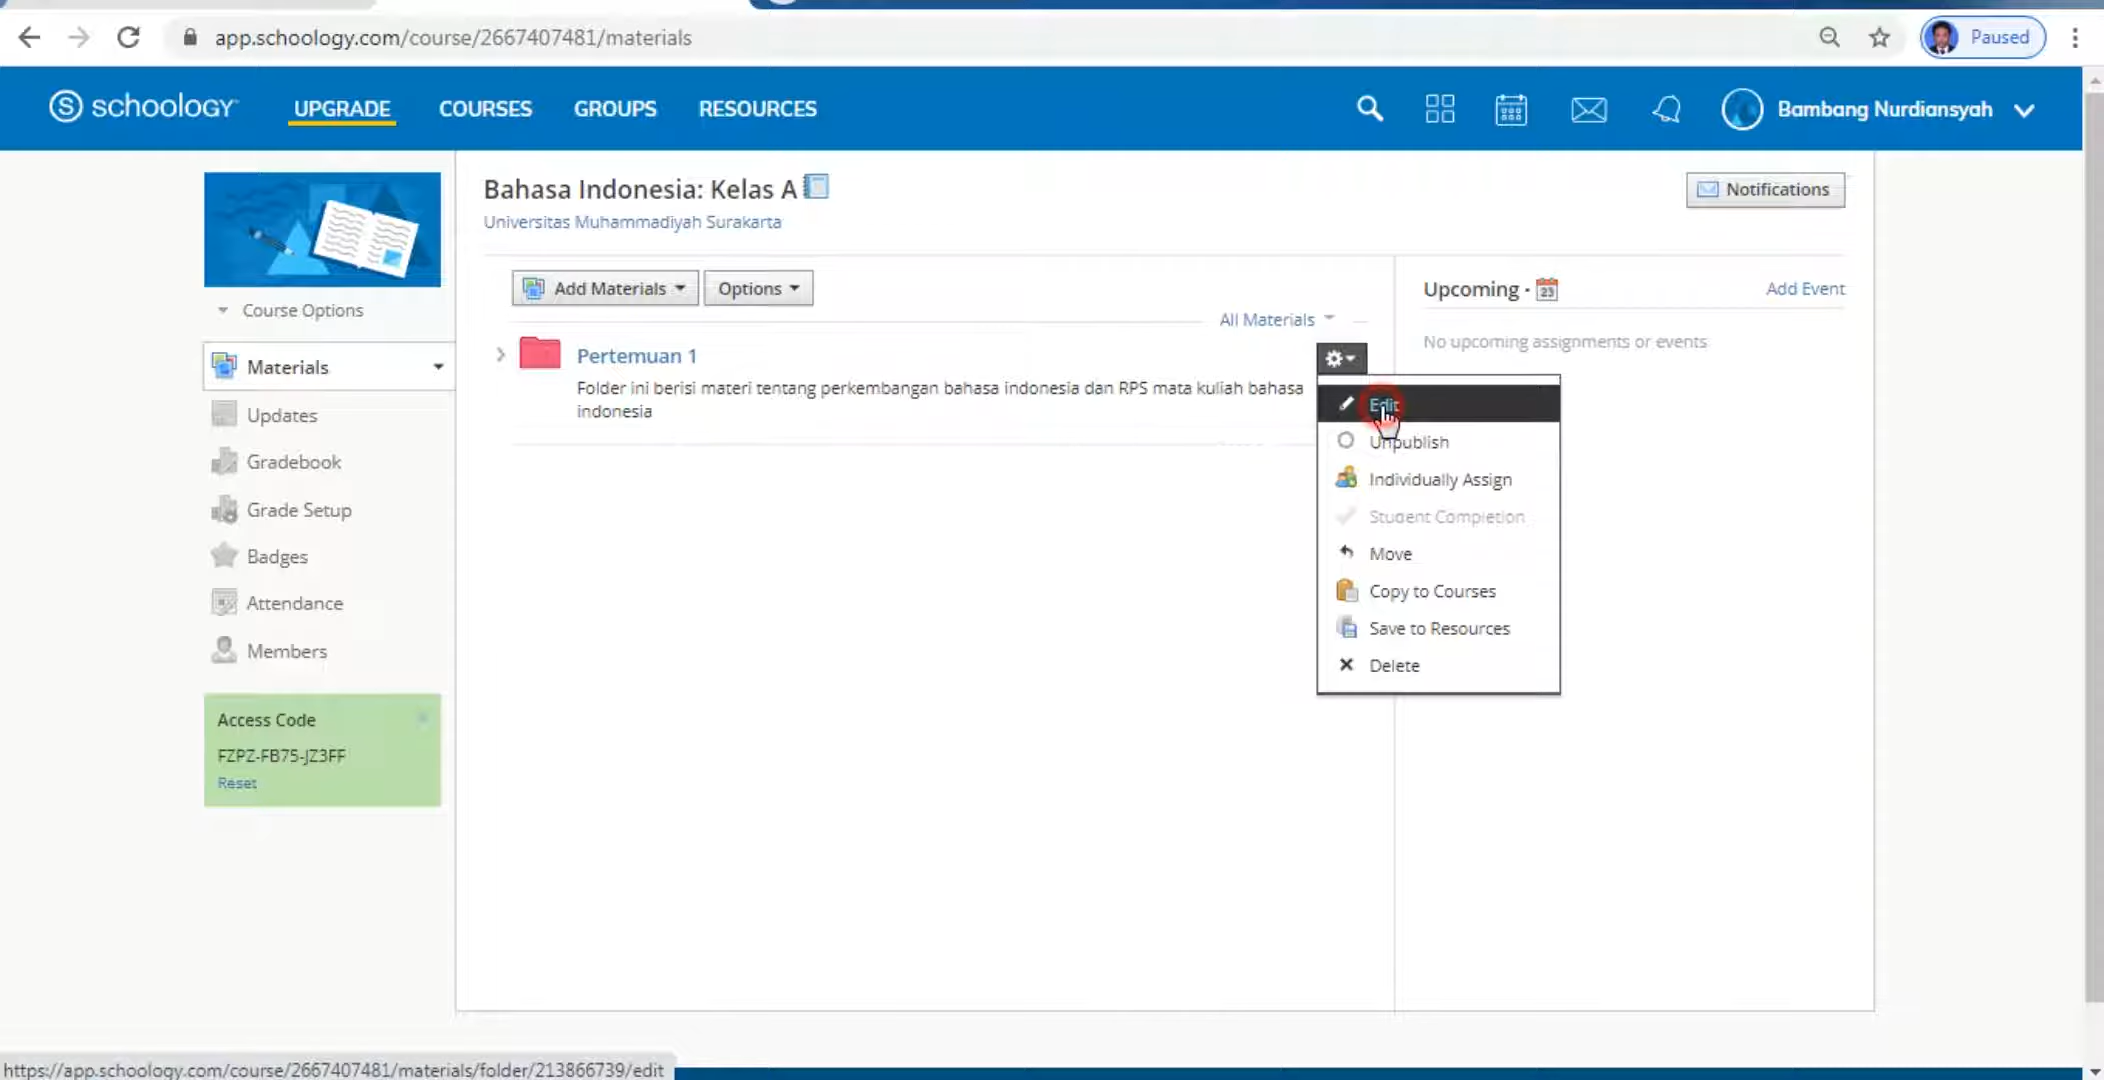 app.schoology.com/course/2667407481/materials
Paused
schoology
UPGRADE
COURSES
GROUPS
RESOURCES
Bambang Nurdiansyah
Bahasa Indonesia: Kelas A
Universitas Muhammadiyah Surakarta
Notifications
Course Options
Materials
Updates
Gradebook
Grade Setup
Badges
Attendance
Members
Access Code
FZPZ-FB75-JZ3FF
Reset
Add Materials
Options
All Materials
Pertemuan 1
Folder ini berisi materi tentang perkembangan bahasa indonesia dan RPS mata kuliah bahasa
indonesia
Edit
Unpublish
Individually Assign
Student Completion
Move
Copy to Courses
Save to Resources
Delete
Upcoming · 23
Add Event
No upcoming assignments or events
https://app.schoology.com/course/2667407481/materials/folder/213866739/edit